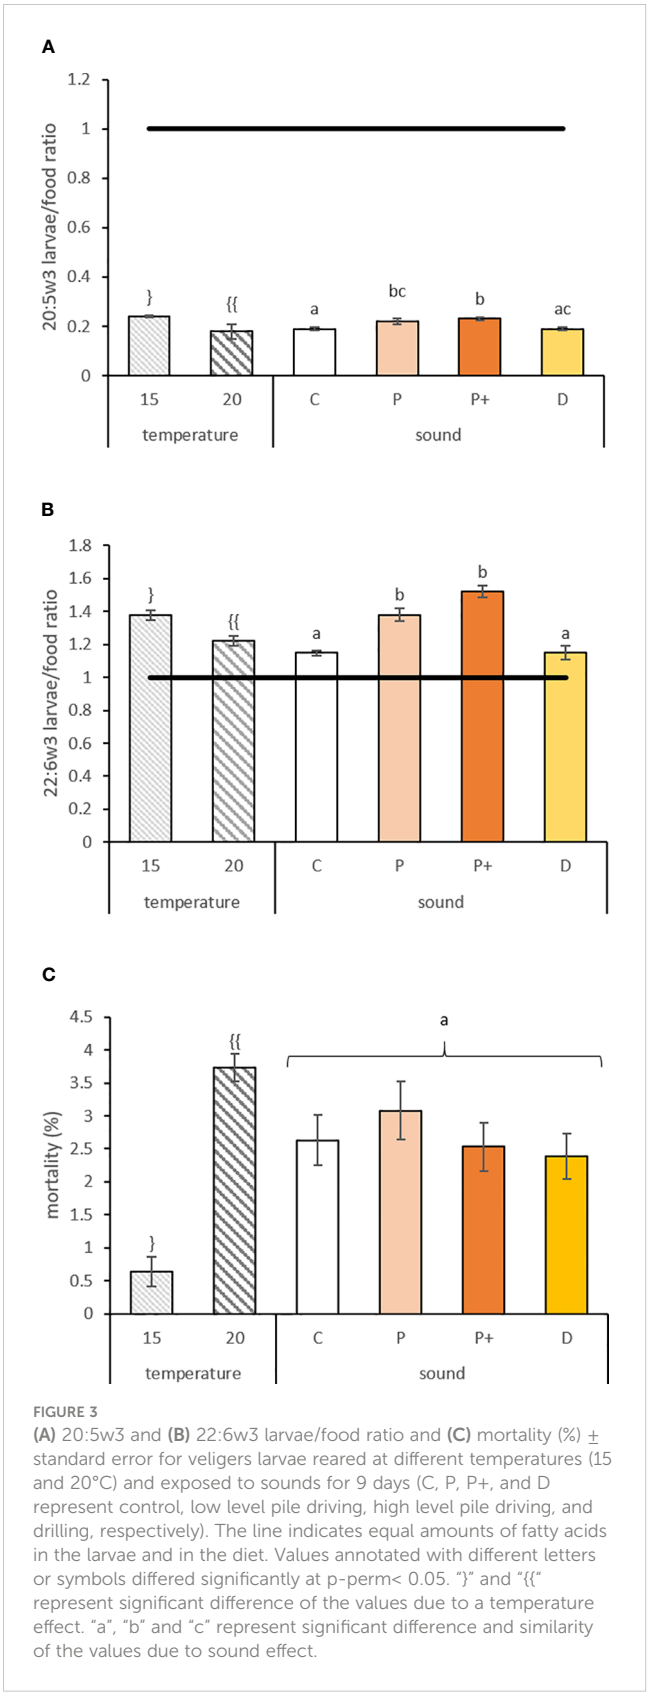 A
20:5w3 larvae/food ratio
1.2
1
0.8
0.6
0.4
0.2
0
}
{{
a
bc
b
ac
15
20
C
P
P+
D
temperature
sound
B
22:6w3 larvae/food ratio
1.8
1.6
1.4
1.2
1
0.8
0.6
0.4
0.2
0
}
{{
a
b
b
a
15
20
C
P
P+
D
temperature
sound
C
mortality (%)
4.5
4
3.5
3
2.5
2
1.5
1
0.5
0
}
{{
a
15
20
C
P
P+
D
temperature
sound
FIGURE 3
(A) 20:5w3 and (B) 22:6w3 larvae/food ratio and (C) mortality (%) ±
standard error for veligers larvae reared at different temperatures (15
and 20°C) and exposed to sounds for 9 days (C, P, P+, and D
represent control, low level pile driving, high level pile driving, and
drilling, respectively). The line indicates equal amounts of fatty acids
in the larvae and in the diet. Values annotated with different letters
or symbols differed significantly at p-perm< 0.05. “}” and “{{“
represent significant difference of the values due to a temperature
effect. “a”, “b” and “c” represent significant difference and similarity
of the values due to sound effect.